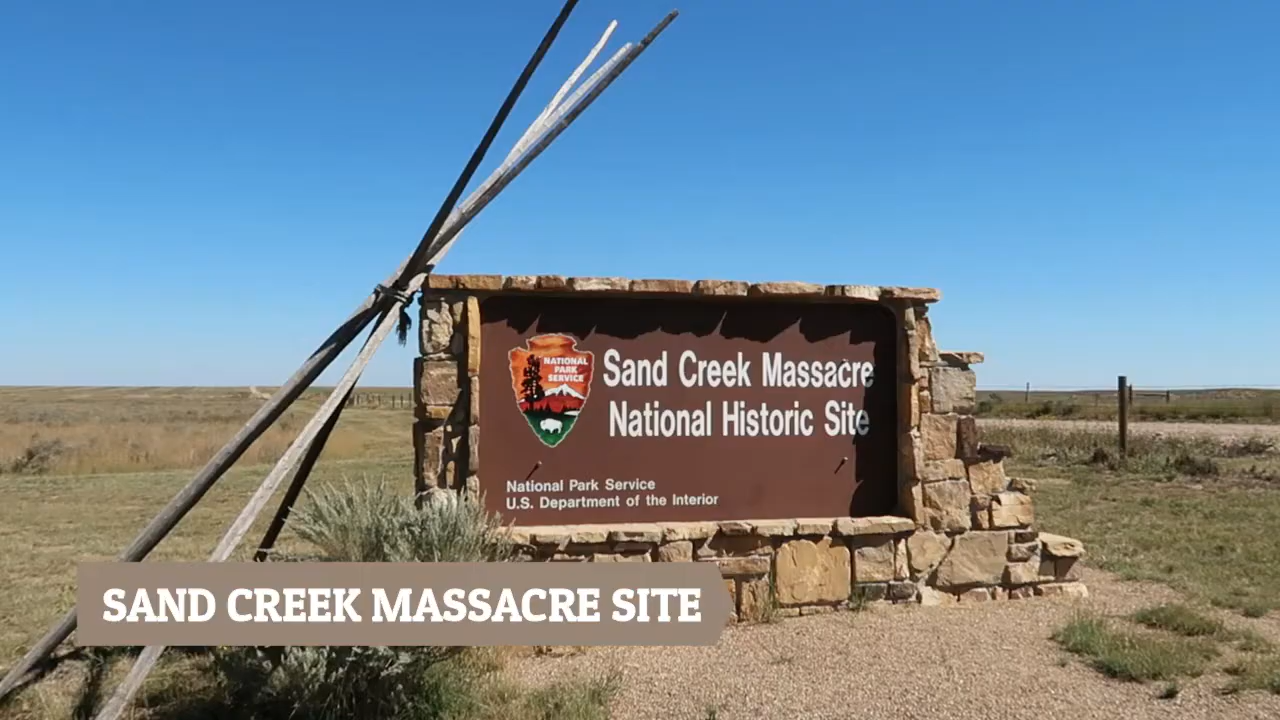 NATIONAL
PARK
SERVICE
Sand Creek Massacre
National Historic Site
National Park Service
U.S. Department of the Interior
SAND CREEK MASSACRE SITE